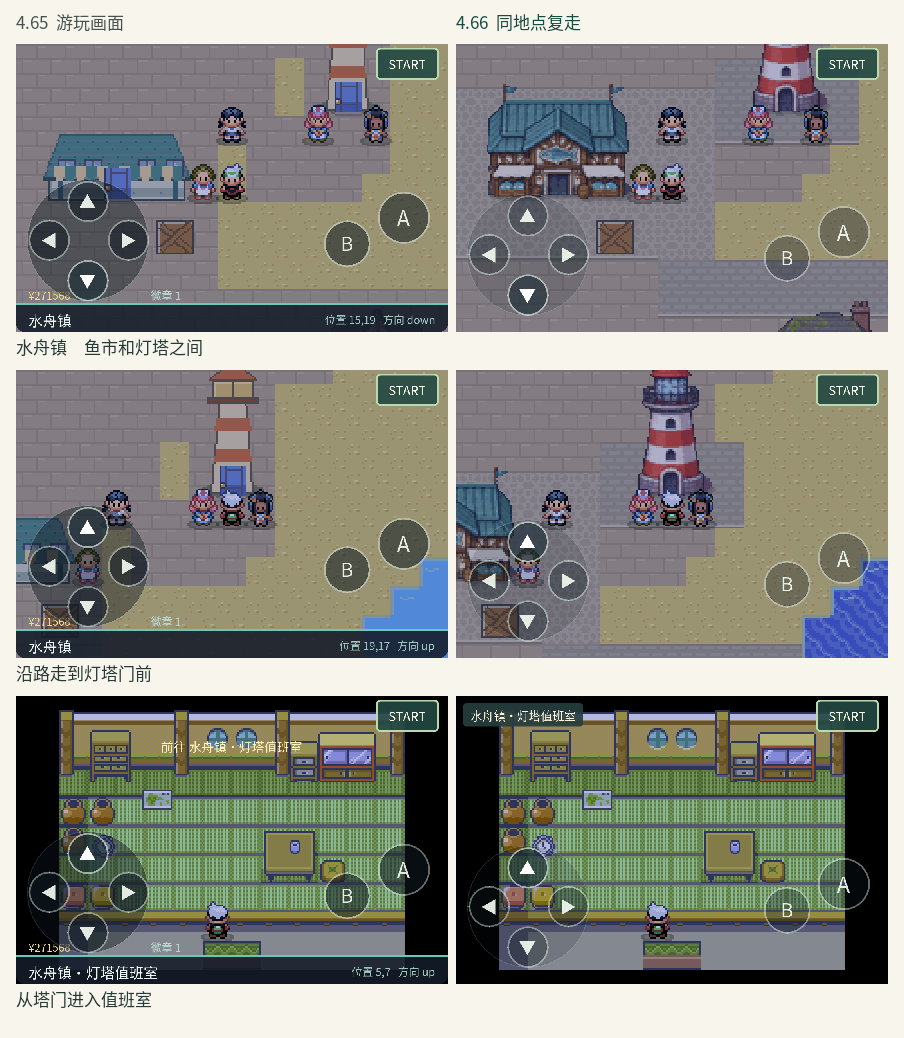 4.65 游玩画面
4.66 同地点复走
START
START
B
A
B
A
¥271568
徽章 1
水舟镇
位置 15,19 方向 down
水舟镇 鱼市和灯塔之间
START
START
B
A
B
A
¥271568
徽章 1
水舟镇
位置 19,17 方向 up
沿路走到灯塔门前
START
水舟镇·灯塔值班室
START
前往 水舟镇·灯塔值班室
B
A
B
A
¥271568
徽章 1
水舟镇·灯塔值班室
位置 5,7 方向 up
从塔门进入值班室